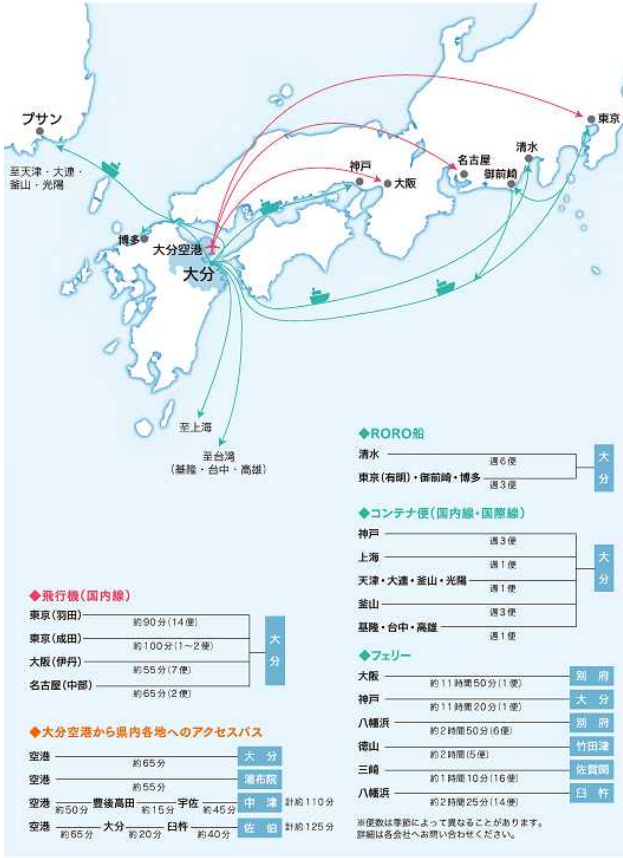 プサン
至天津・大連・
釜山・光陽
博多
大分空港
大分
神戸
大阪
名古屋
御前崎
清水
東京
至上海
至台湾
(基隆・台中・高雄)
◆RORO船
清水 週6便
東京(有明)・御前崎・博多 週3便
大分
◆コンテナ便(国内線・国際線)
神戸 週3便
上海 週1便
天津・大連・釜山・光陽 週1便
釜山 週3便
基隆・台中・高雄 週1便
大分
◆飛行機(国内線)
東京(羽田) 約90分(14便)
東京(成田) 約100分(1〜2便)
大阪(伊丹) 約55分(7便)
名古屋(中部) 約65分(2便)
大分
◆大分空港から県内各地へのアクセスバス
空港 約65分 大分
空港 約55分 湯布院
空港 約50分 豊後高田 約15分 宇佐 約45分 中津 計約110分
空港 約65分 大分 約20分 臼杵 約40分 佐伯 計約125分
◆フェリー
大阪 約11時間50分(1便) 別府
神戸 約11時間20分(1便) 大分
八幡浜 約2時間50分(6便) 別府
徳山 約2時間(5便) 竹田津
三崎 約1時間10分(16便) 佐賀関
八幡浜 約2時間25分(14便) 臼杵
※便数は季節によって異なることがあります。
詳細は各会社へお問い合わせください。